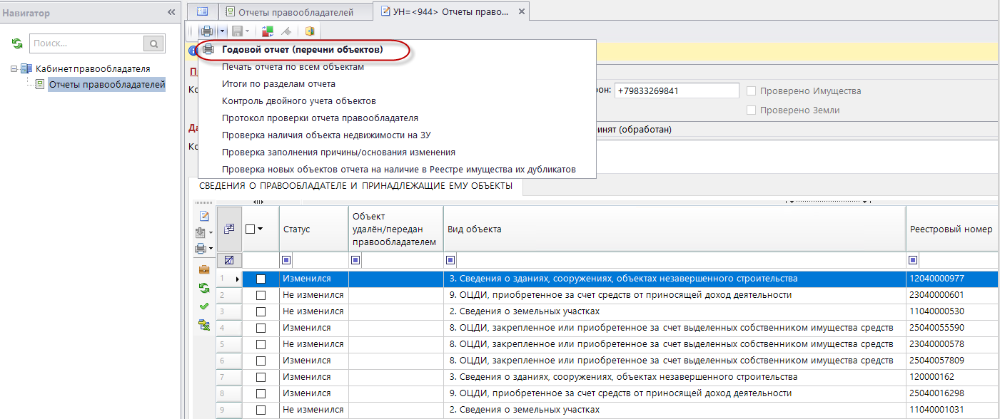 Навигатор
Поиск...
Кабинет правообладателя
Отчеты правообладателей
Отчеты правообладателей
УН=<944> Отчеты право...
Годовой отчет (перечни объектов)
Печать отчета по всем объектам
Итоги по разделам отчета
Контроль двойного учета объектов
Протокол проверки отчета правообладателя
Проверка наличия объекта недвижимости на ЗУ
Проверка заполнения причины/основания изменения
Проверка новых объектов отчета на наличие в Реестре имущества их дубликатов
П
Ко
рон: +79833269841
Проверено Имущества
Проверено Земли
Да
инят (обработан)
Ко
СВЕДЕНИЯ О ПРАВООБЛАДАТЕЛЕ И ПРИНАДЛЕЖАЩИЕ ЕМУ ОБЪЕКТЫ
Статус
Объект удалён/передан правообладателем
Вид объекта
Реестровый номер
1 Изменился 3. Сведения о зданиях, сооружениях, объектах незавершенного строительства 12040000977
2 Не изменился 9. ОЦДИ, приобретенное за счет средств от приносящей доход деятельности 23040000601
3 Не изменился 2. Сведения о земельных участках 11040000530
4 Изменился 8. ОЦДИ, закрепленное или приобретенное за счет выделенных собственником имущества средств 25040055590
5 Не изменился 8. ОЦДИ, закрепленное или приобретенное за счет выделенных собственником имущества средств 23040000578
6 Изменился 8. ОЦДИ, закрепленное или приобретенное за счет выделенных собственником имущества средств 25040057809
7 Изменился 3. Сведения о зданиях, сооружениях, объектах незавершенного строительства 120000162
8 Изменился 9. ОЦДИ, приобретенное за счет средств от приносящей доход деятельности 25040016298
9 Не изменился 2. Сведения о земельных участках 11040001031